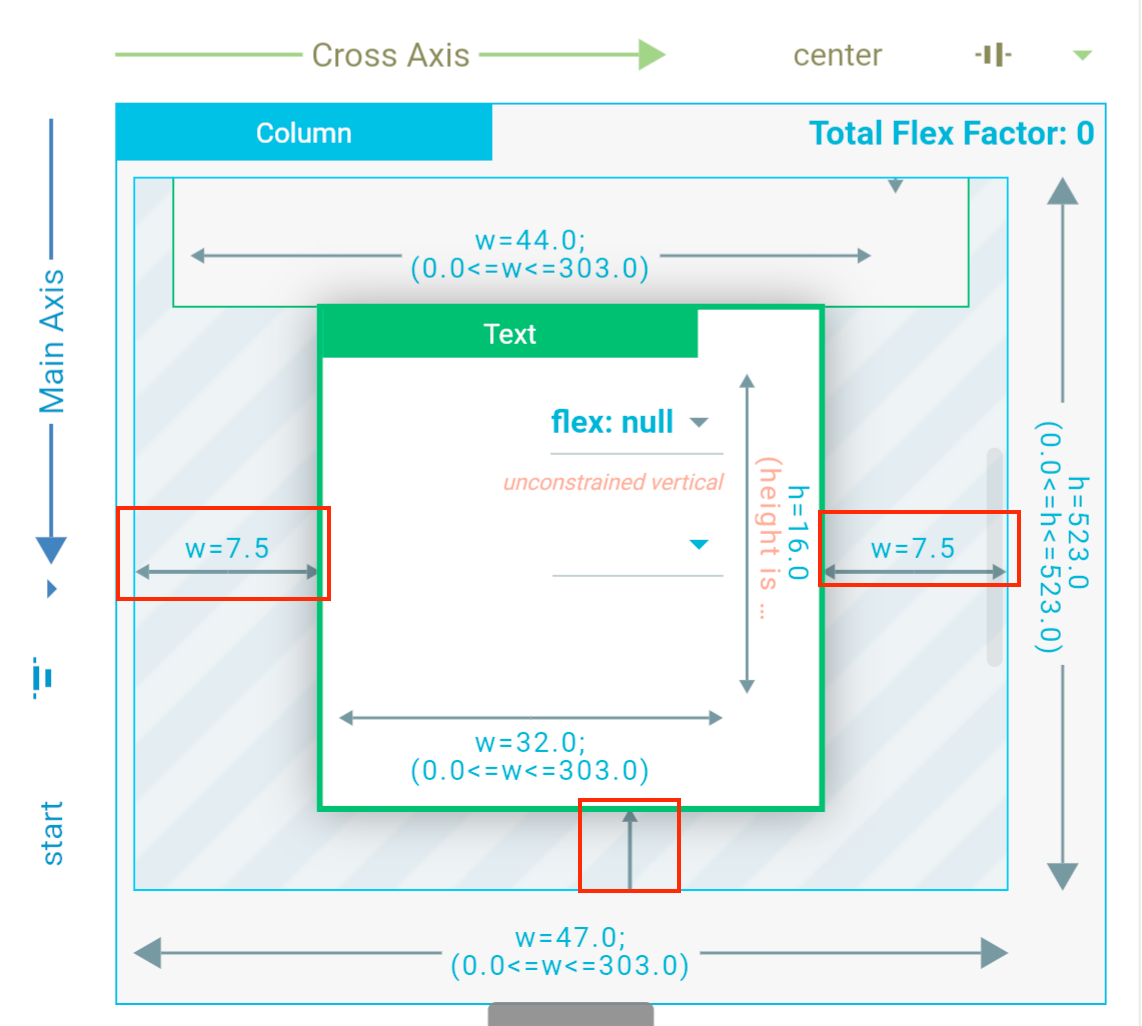 Cross Axis
center
Column
Total Flex Factor: 0
Main Axis
w=44.0;
(0.0<=w<=303.0)
Text
flex: null
unconstrained vertical
h=16.0
(height is ...
w=7.5
w=7.5
h=523.0
(0.0<=h<=523.0)
w=32.0;
(0.0<=w<=303.0)
start
w=47.0;
(0.0<=w<=303.0)